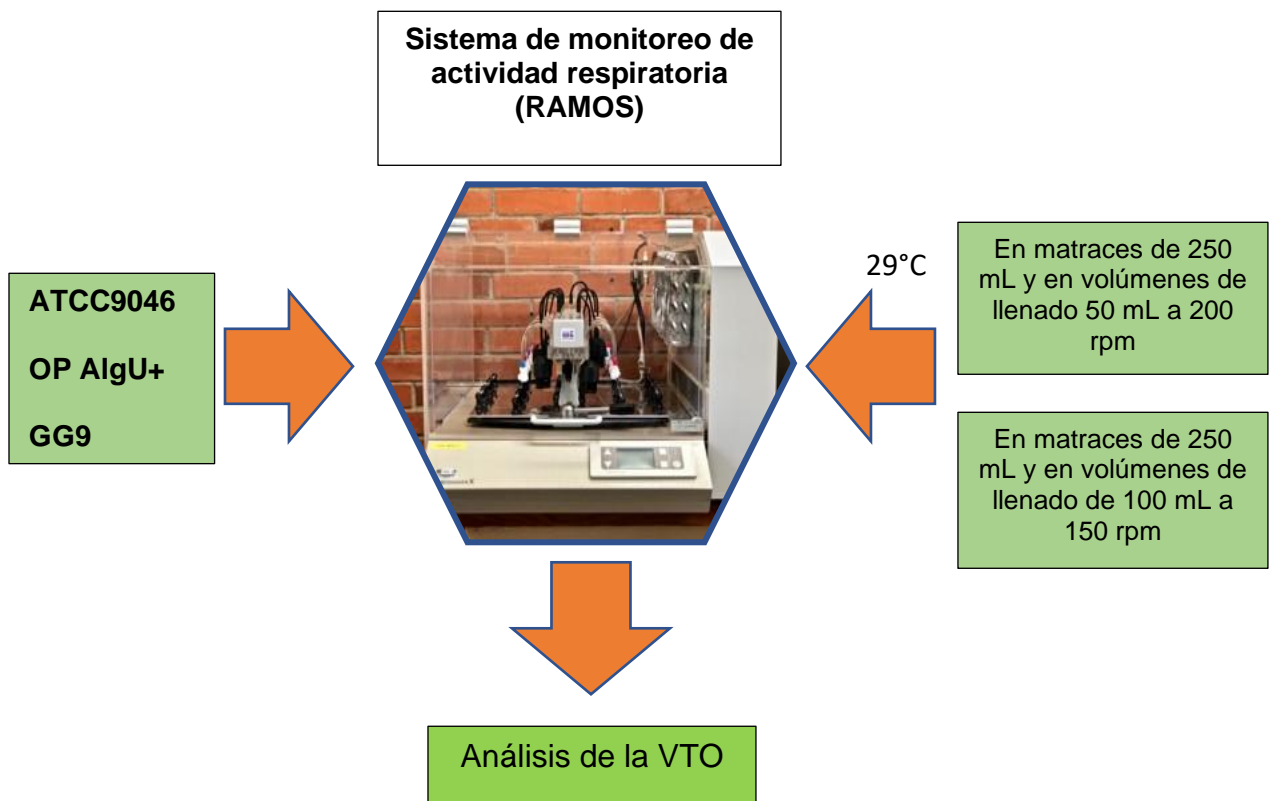 Sistema de monitoreo de
actividad respiratoria
(RAMOS)
ATCC9046
OP AlgU+
GG9
29°C
En matraces de 250
mL y en volúmenes de
llenado 50 mL a 200
rpm
En matraces de 250
mL y en volúmenes de
llenado de 100 mL a
150 rpm
Análisis de la VTO